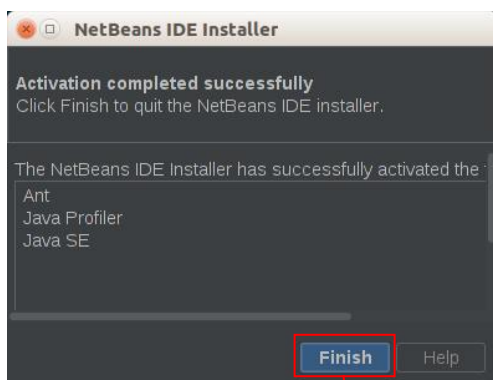 NetBeans IDE Installer
Activation completed successfully
Click Finish to quit the NetBeans IDE installer.
The NetBeans IDE Installer has successfully activated the
Ant
Java Profiler
Java SE
Finish Help